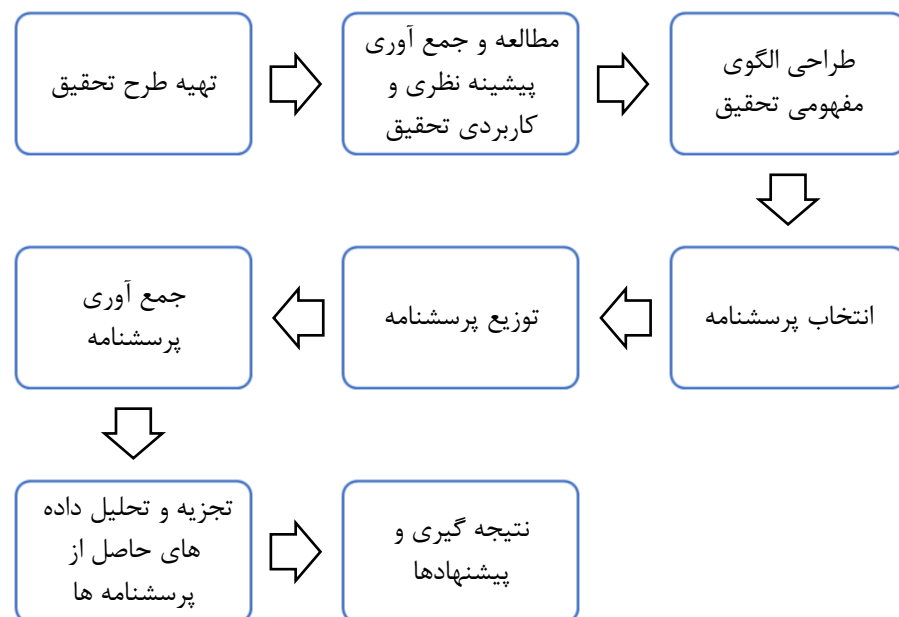 تهیه طرح تحقیق
مطالعه و جمع آوری
پیشینه نظری و
کاربردی تحقیق
طراحی الگوی
مفهومی تحقیق
انتخاب پرسشنامه
توزیع پرسشنامه
جمع آوری
پرسشنامه
تجزیه و تحلیل داده
های حاصل از
پرسشنامه ها
نتیجه گیری و
پیشنهادها